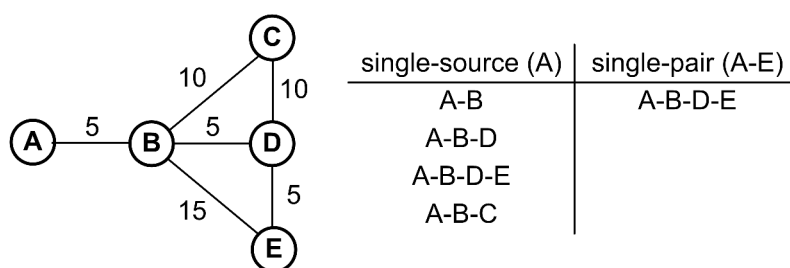 C
10
10
A
5
B
5
D
15
5
E
single-source (A) single-pair (A-E)
A-B A-B-D-E
A-B-D
A-B-D-E
A-B-C